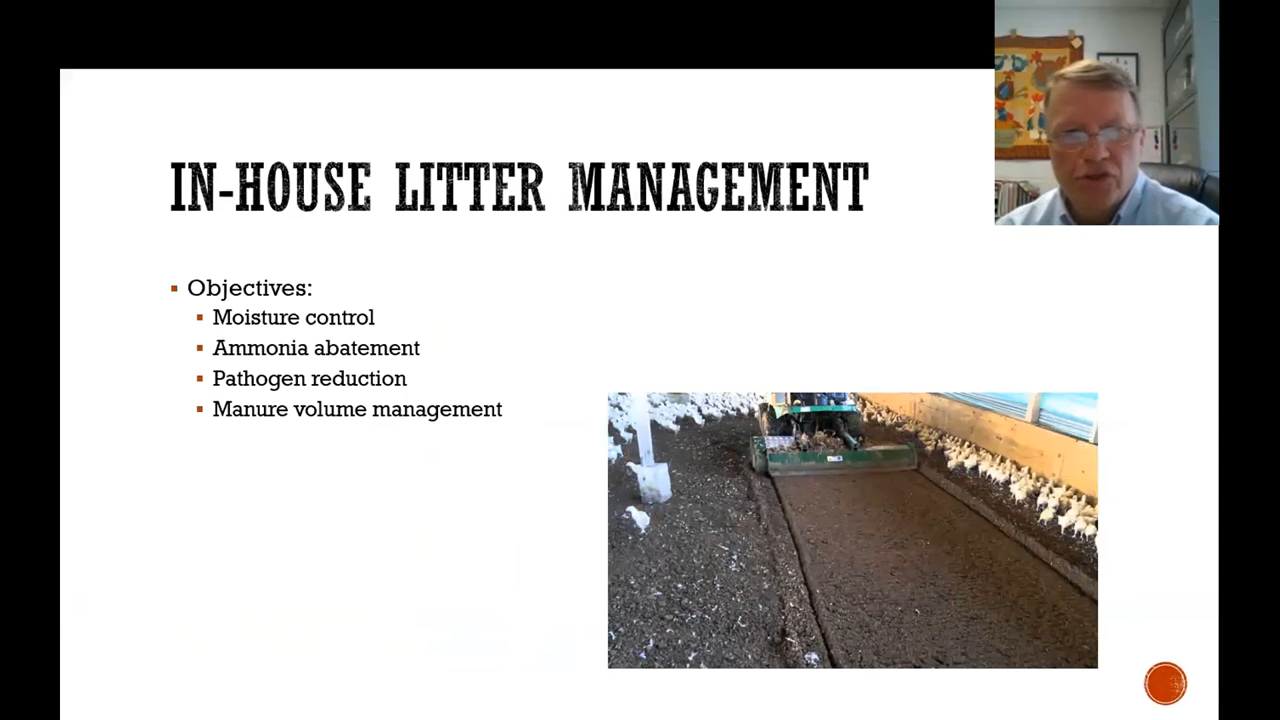 IN-HOUSE LITTER MANAGEMENT
Objectives:
Moisture control
Ammonia abatement
Pathogen reduction
Manure volume management